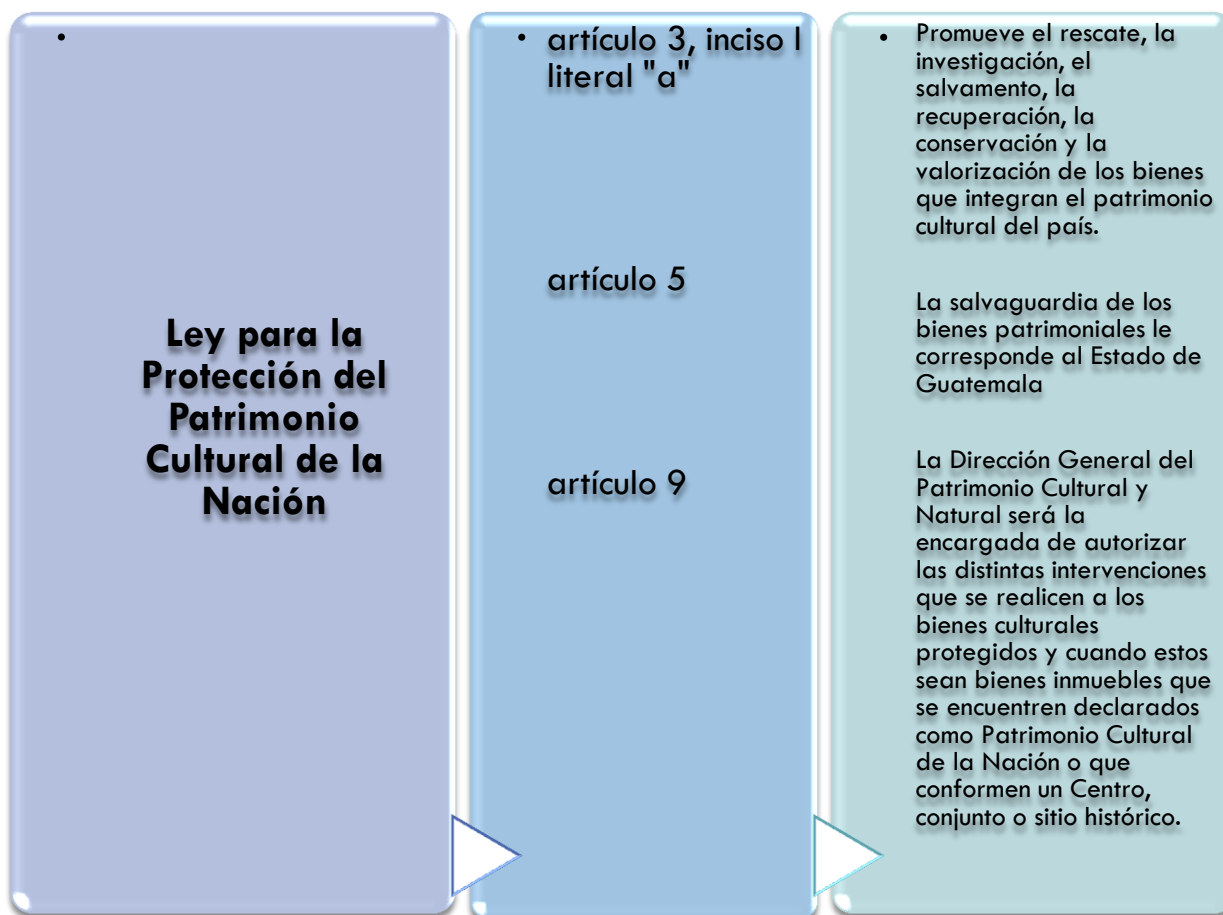 Ley para la
Protección del
Patrimonio
Cultural de la
Nación
• artículo 3, inciso I
literal "a"
artículo 5
artículo 9
• Promueve el rescate, la
investigación, el
salvamento, la
recuperación, la
conservación y la
valorización de los bienes
que integran el patrimonio
cultural del país.
La salvaguardia de los
bienes patrimoniales le
corresponde al Estado de
Guatemala
La Dirección General del
Patrimonio Cultural y
Natural será la
encargada de autorizar
las distintas intervenciones
que se realicen a los
bienes culturales
protegidos y cuando estos
sean bienes inmuebles que
se encuentren declarados
como Patrimonio Cultural
de la Nación o que
conformen un Centro,
conjunto o sitio histórico.